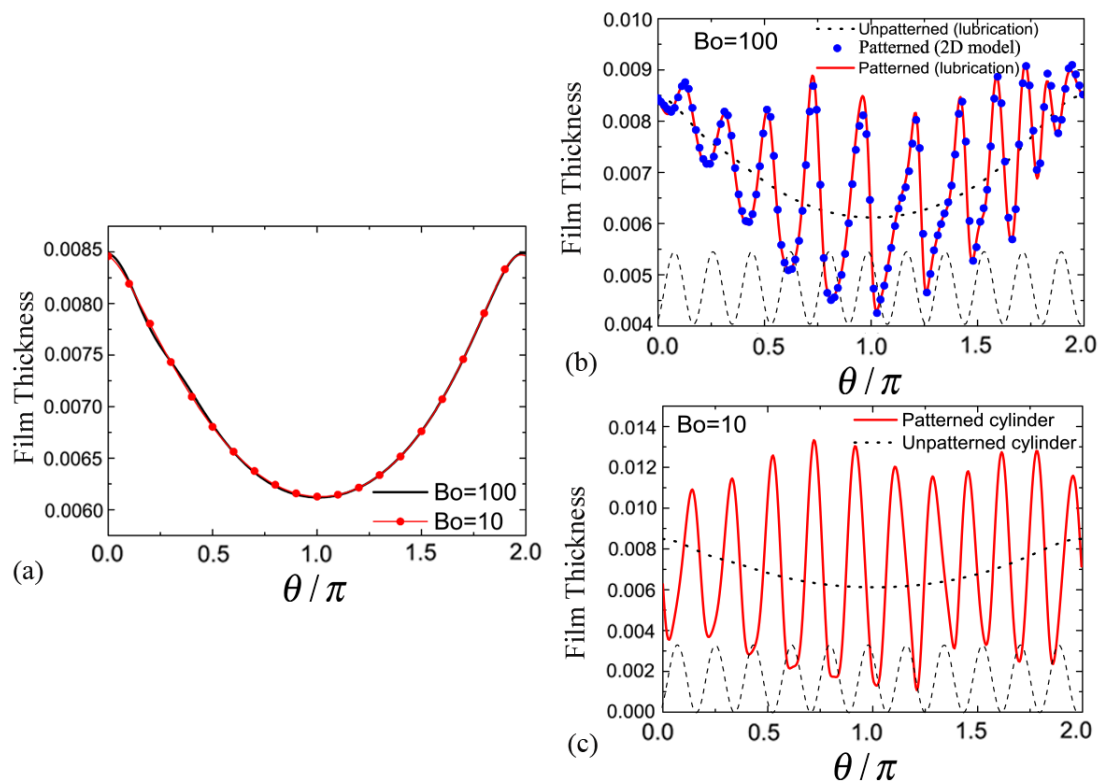 (a)
Film Thickness
0.0085
0.0080
0.0075
0.0070
0.0065
0.0060
Bo=100
Bo=10
0.0 0.5 1.0 1.5 2.0
θ / π
(b)
Film Thickness
0.010
0.009
0.008
0.007
0.006
0.005
0.004
Bo=100
Unpatterned (lubrication)
Patterned (2D model)
Patterned (lubrication)
0.0 0.5 1.0 1.5 2.0
θ / π
(c)
Film Thickness
0.014
0.012
0.010
0.008
0.006
0.004
0.002
0.000
Bo=10
Patterned cylinder
Unpatterned cylinder
0.0 0.5 1.0 1.5 2.0
θ / π